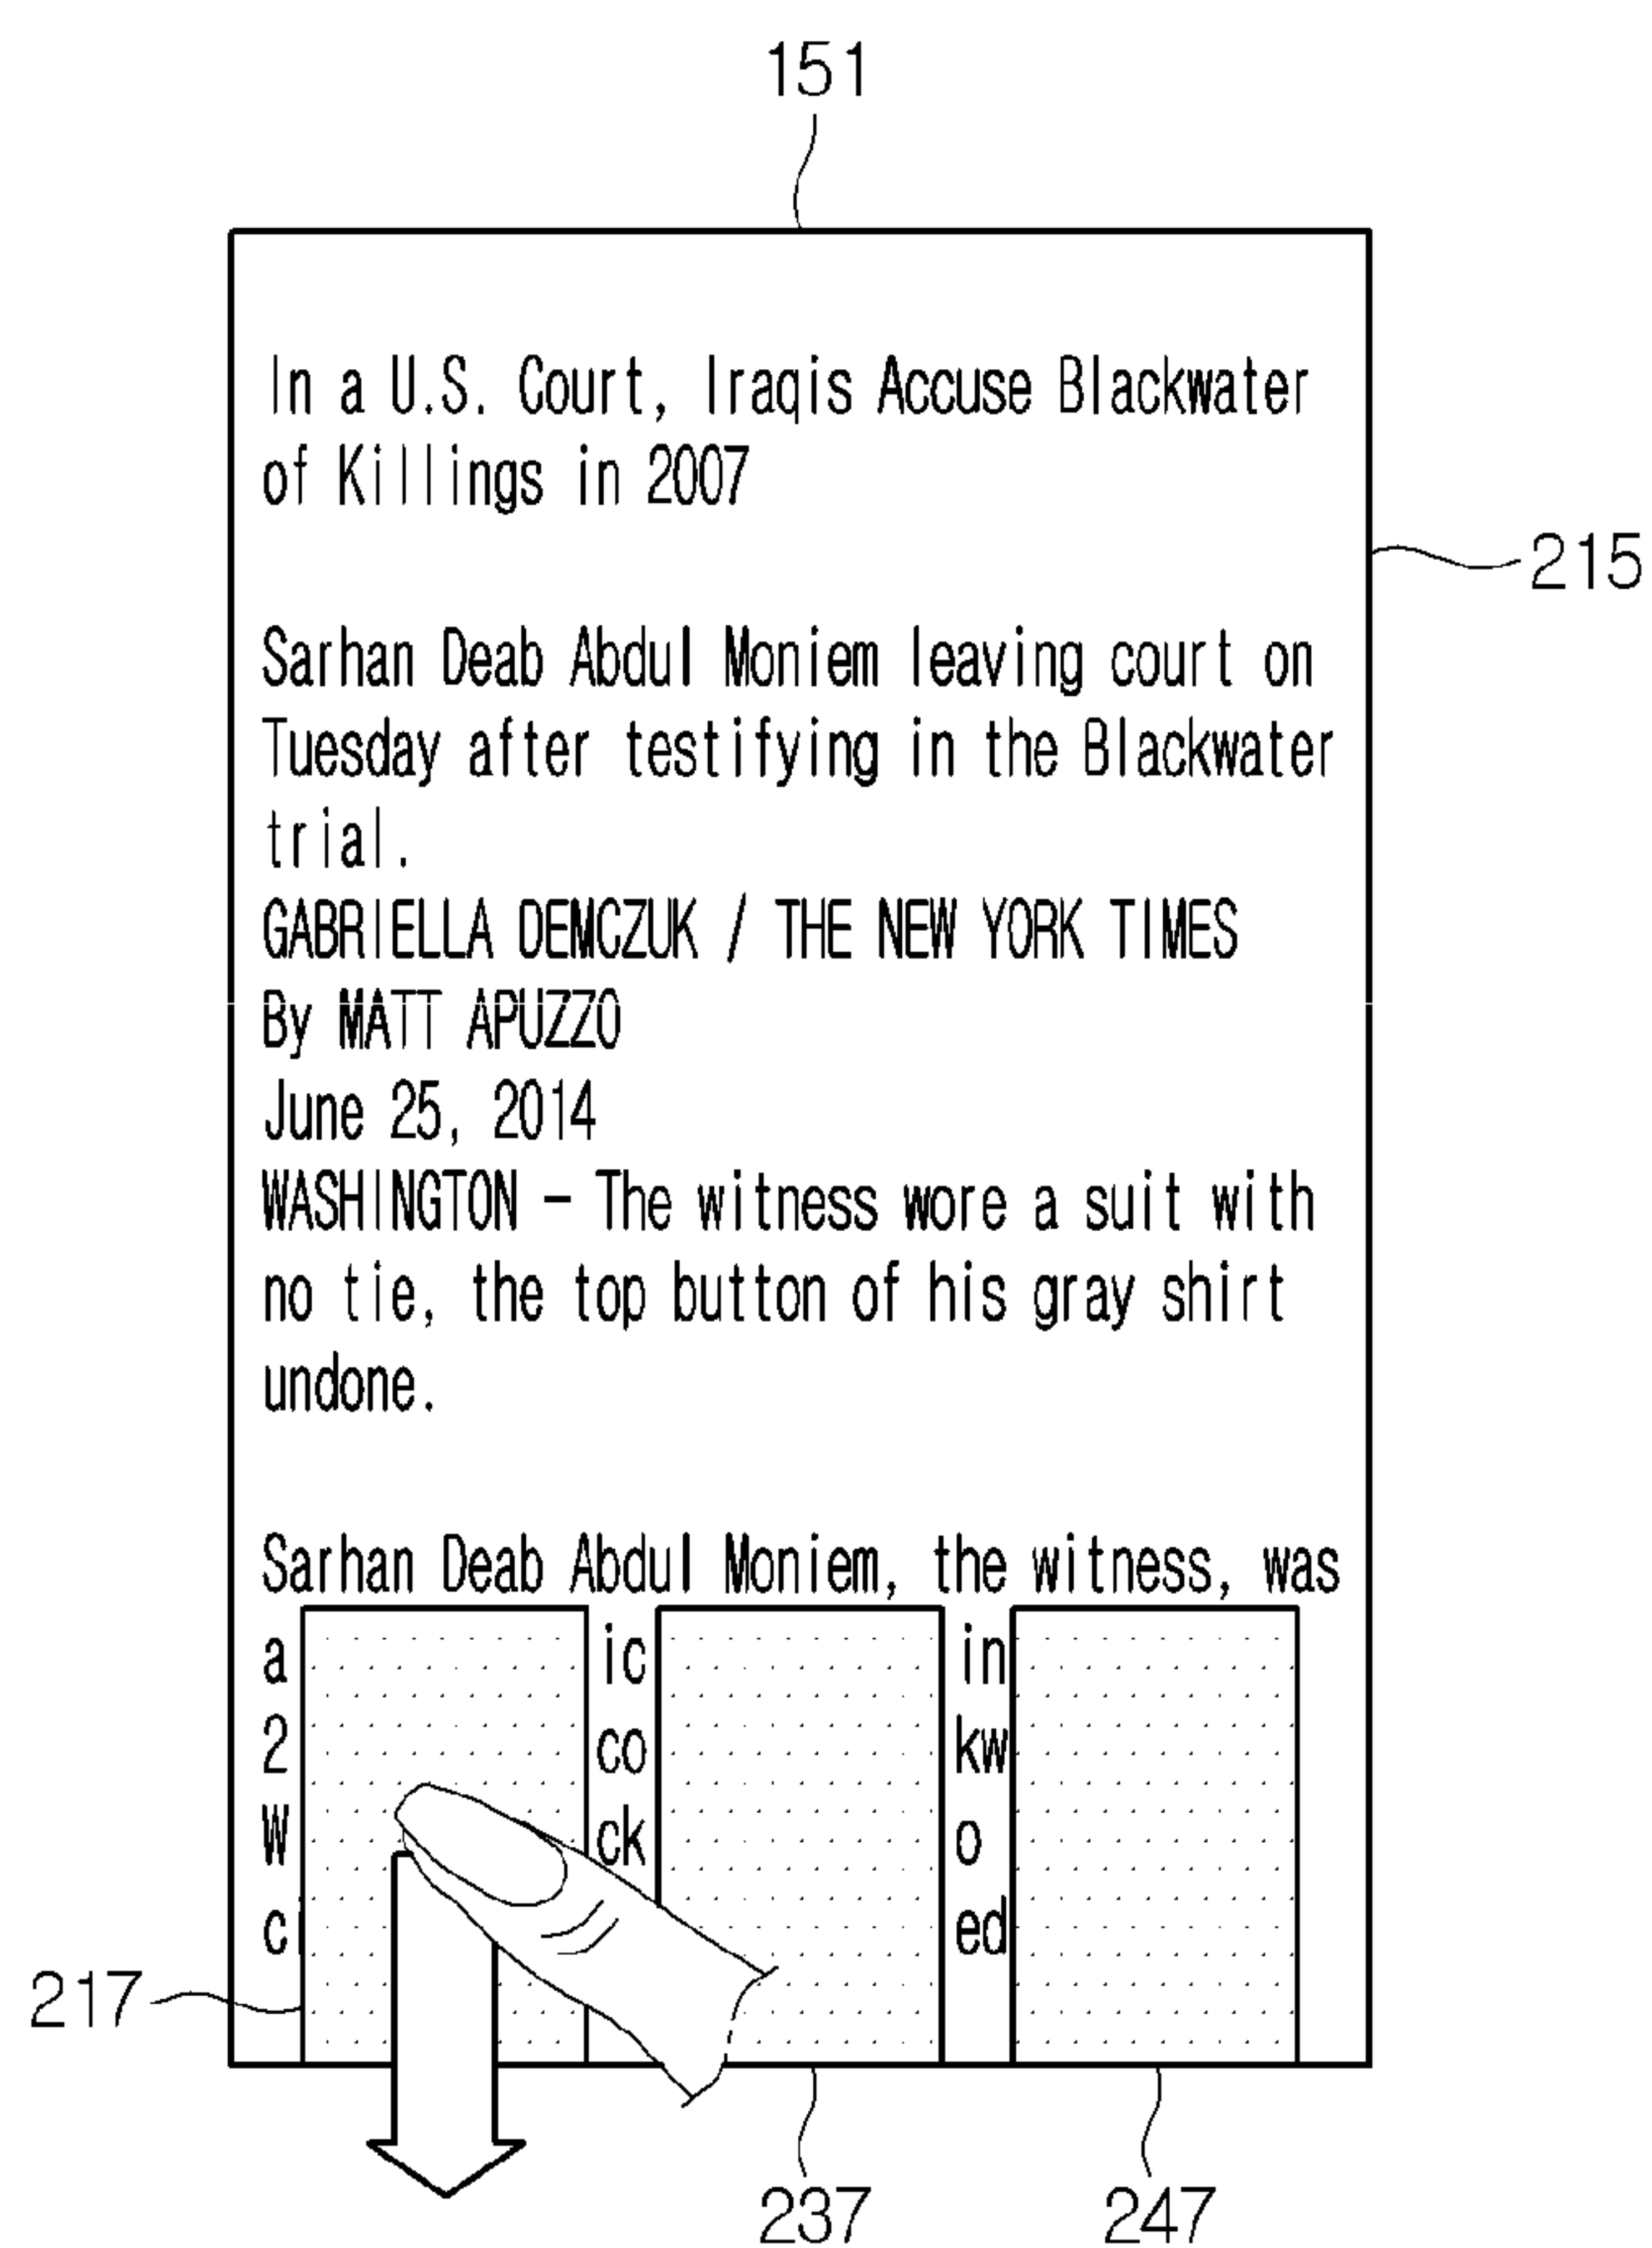 151
In a U.S. Court, Iraqis Accuse Blackwater
of Killings in 2007
215
Sarhan Deab Abdul Moniem leaving court on
Tuesday after testifying in the Blackwater
trial.
GABRIELLA DEMCZUK / THE NEW YORK TIMES
By MATT APUZZO
June 25, 2014
WASHINGTON - The witness wore a suit with
no tie, the top button of his gray shirt
undone.
Sarhan Deab Abdul Moniem, the witness, was
a ic in
2 co kw
W ck o
c ed
217
237 247